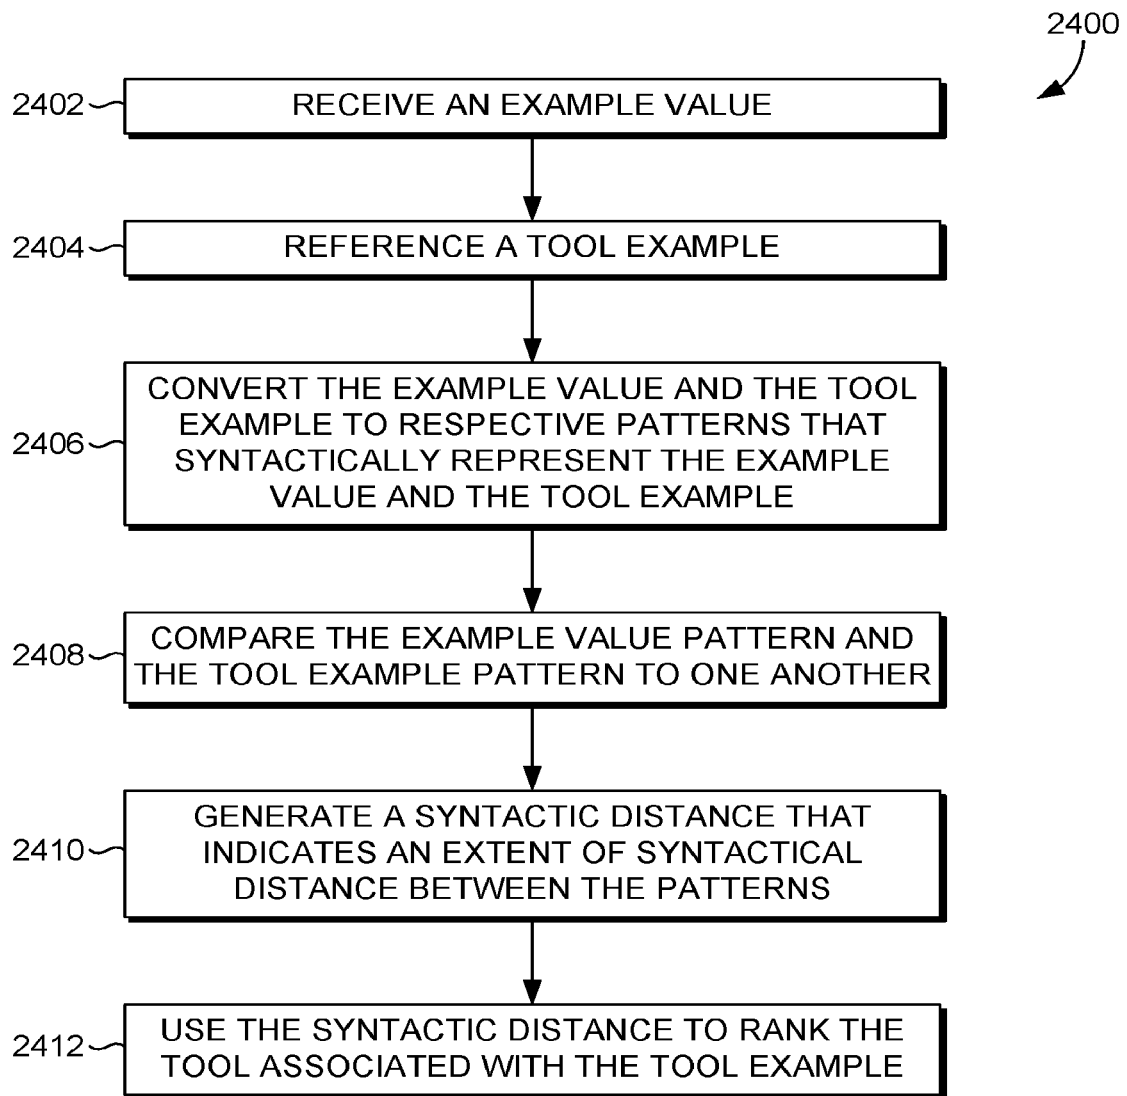 2400
2402
RECEIVE AN EXAMPLE VALUE
2404
REFERENCE A TOOL EXAMPLE
2406
CONVERT THE EXAMPLE VALUE AND THE TOOL
EXAMPLE TO RESPECTIVE PATTERNS THAT
SYNTACTICALLY REPRESENT THE EXAMPLE
VALUE AND THE TOOL EXAMPLE.
2408
COMPARE THE EXAMPLE VALUE PATTERN AND
THE TOOL EXAMPLE PATTERN TO ONE ANOTHER
2410
GENERATE A SYNTACTIC DISTANCE THAT
INDICATES AN EXTENT OF SYNTACTICAL
DISTANCE BETWEEN THE PATTERNS
2412
USE THE SYNTACTIC DISTANCE TO RANK THE
TOOL ASSOCIATED WITH THE TOOL EXAMPLE